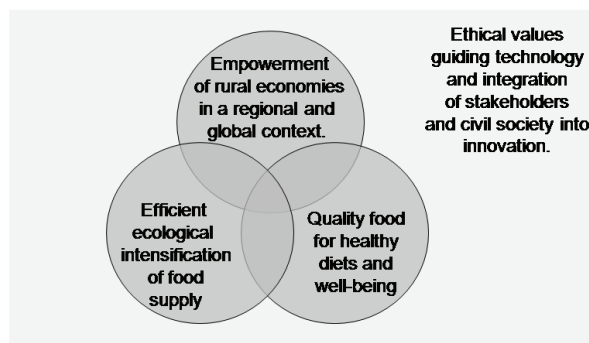 Empowerment
of rural economies
in a regional and
global context.
Ethical values
guiding technology
and integration
of stakeholders
and civil society into
innovation.
Efficient
ecological
intensification
of food
supply
Quality food
for healthy
diets and
well-being